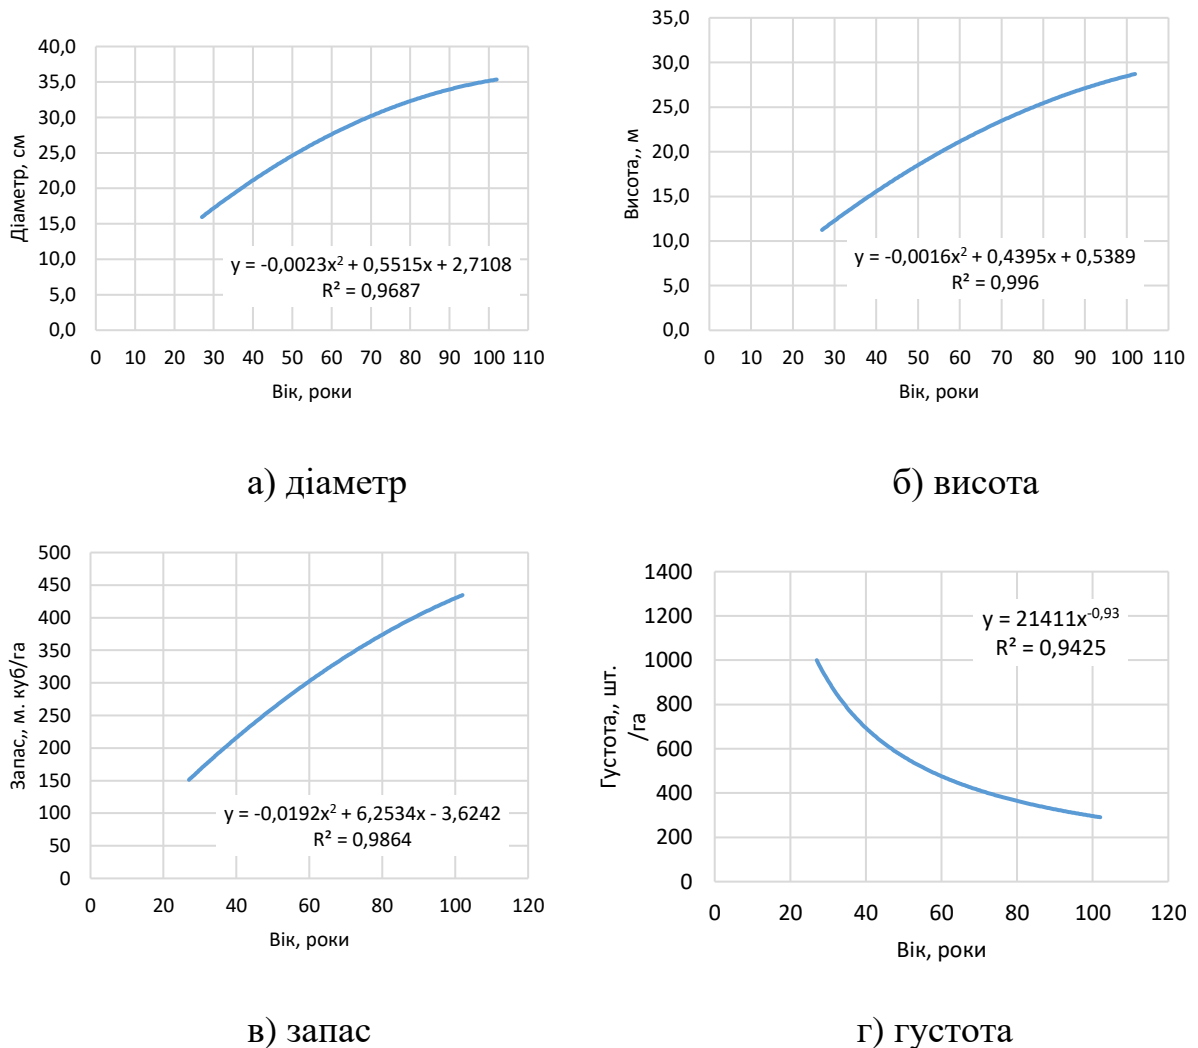 40,0
35,0
30,0
25,0
20,0
15,0
10,0
5,0
0,0
Діаметр, см
y = -0,0023x² + 0,5515x + 2,7108
R² = 0,9687
0 10 20 30 40 50 60 70 80 90 100 110
Вік, роки
а) діаметр
35,0
30,0
25,0
20,0
15,0
10,0
5,0
0,0
Висота,, м
y = -0,0016x² + 0,4395x + 0,5389
R² = 0,996
0 10 20 30 40 50 60 70 80 90 100 110
Вік, роки
б) висота
500
450
400
350
300
250
200
150
100
50
0
Запас,, м. куб/га
y = -0,0192x² + 6,2534x - 3,6242
R² = 0,9864
0 20 40 60 80 100 120
Вік, роки
в) запас
1400
1200
1000
800
600
400
200
0
Густота,, шт.
/га
y = 21411x⁻⁰,⁹³
R² = 0,9425
0 20 40 60 80 100 120
Вік, роки
г) густота